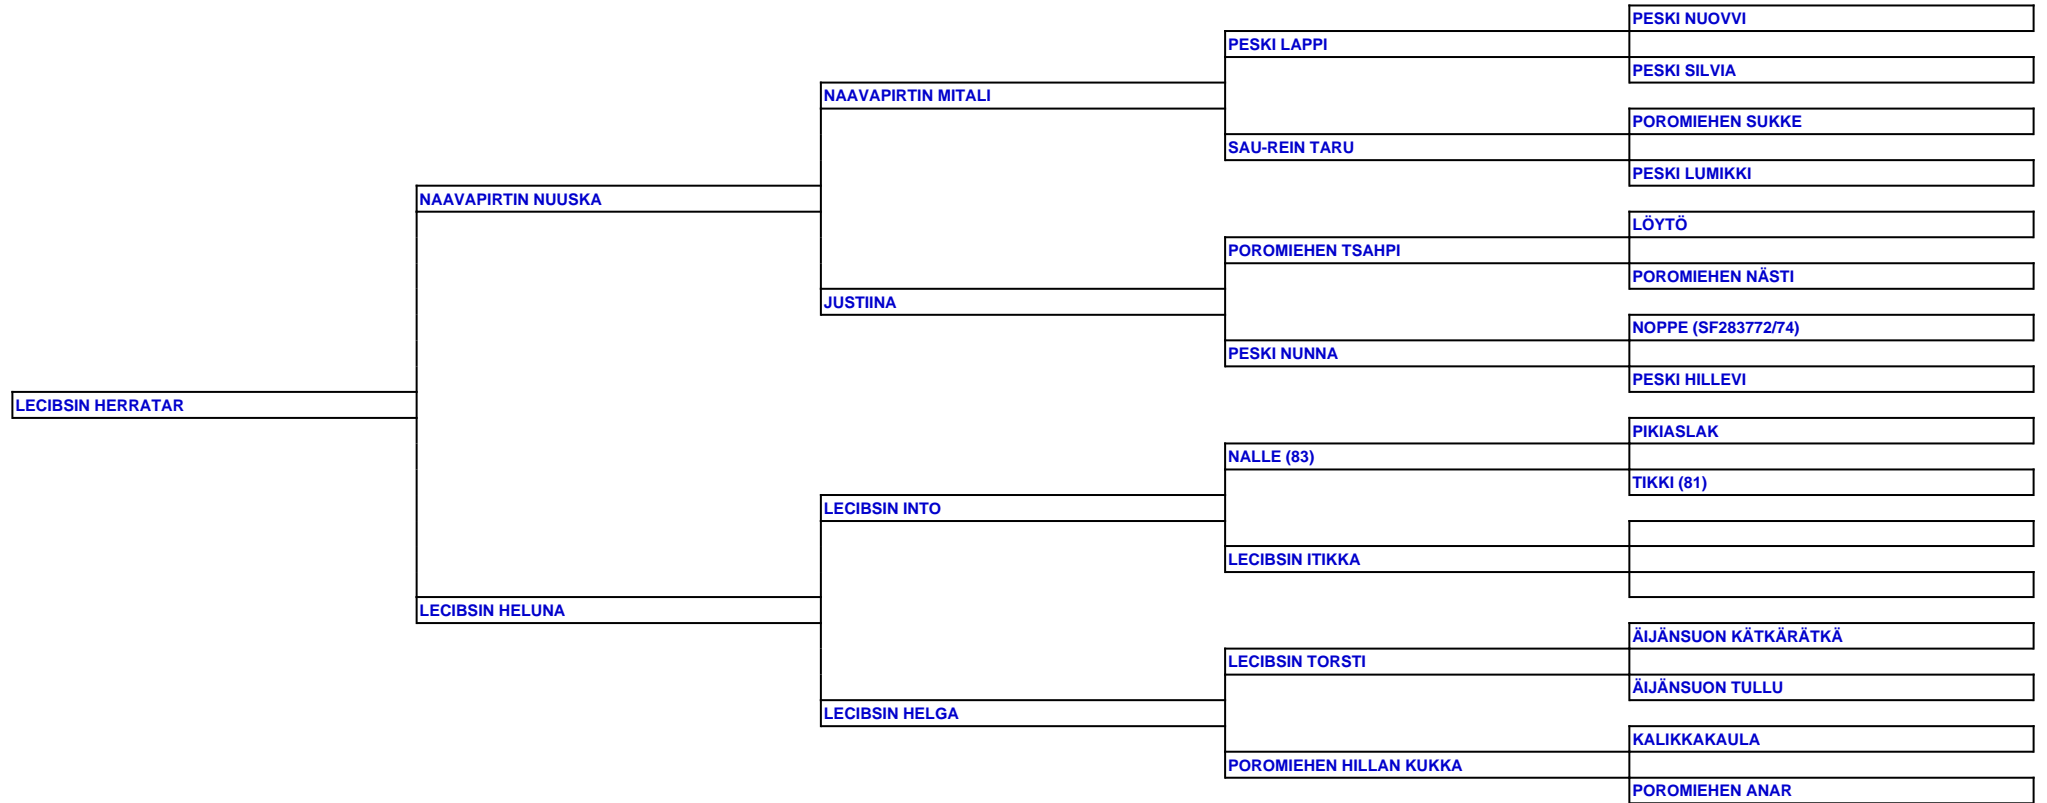 PESKI NUOVVI
PESKI LAPPI
PESKI SILVIA
NAAVAPIRTIN MITALI
POROMIEHEN SUKKE
SAU-REIN TARU
PESKI LUMIKKI
NAAVAPIRTIN NUUSKA
LÖYTÖ
POROMIEHEN TSAHPI
POROMIEHEN NÄSTI
JUSTIINA
NOPPE (SF283772/74)
PESKI NUNNA
PESKI HILLEVI
LECIBSIN HERRATAR
PIKIASLAK
NALLE (83)
TIKKI (81)
LECIBSIN INTO
LECIBSIN ITIKKA
LECIBSIN HELUNA
ÄIJÄNSUON KÄTKÄRÄTKÄ
LECIBSIN TORSTI
ÄIJÄNSUON TULLU
LECIBSIN HELGA
KALIKKAKAULA
POROMIEHEN HILLAN KUKKA
POROMIEHEN ANAR